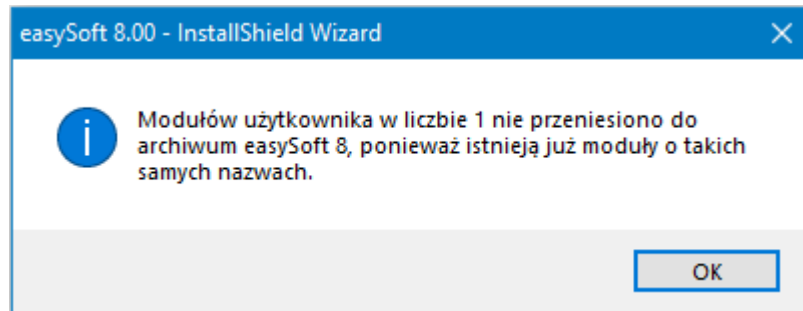 easySoft 8.00 - InstallShield Wizard
Modułów użytkownika w liczbie 1 nie przeniesiono do
archiwum easySoft 8, ponieważ istnieją już moduły o takich
samych nazwach.
OK